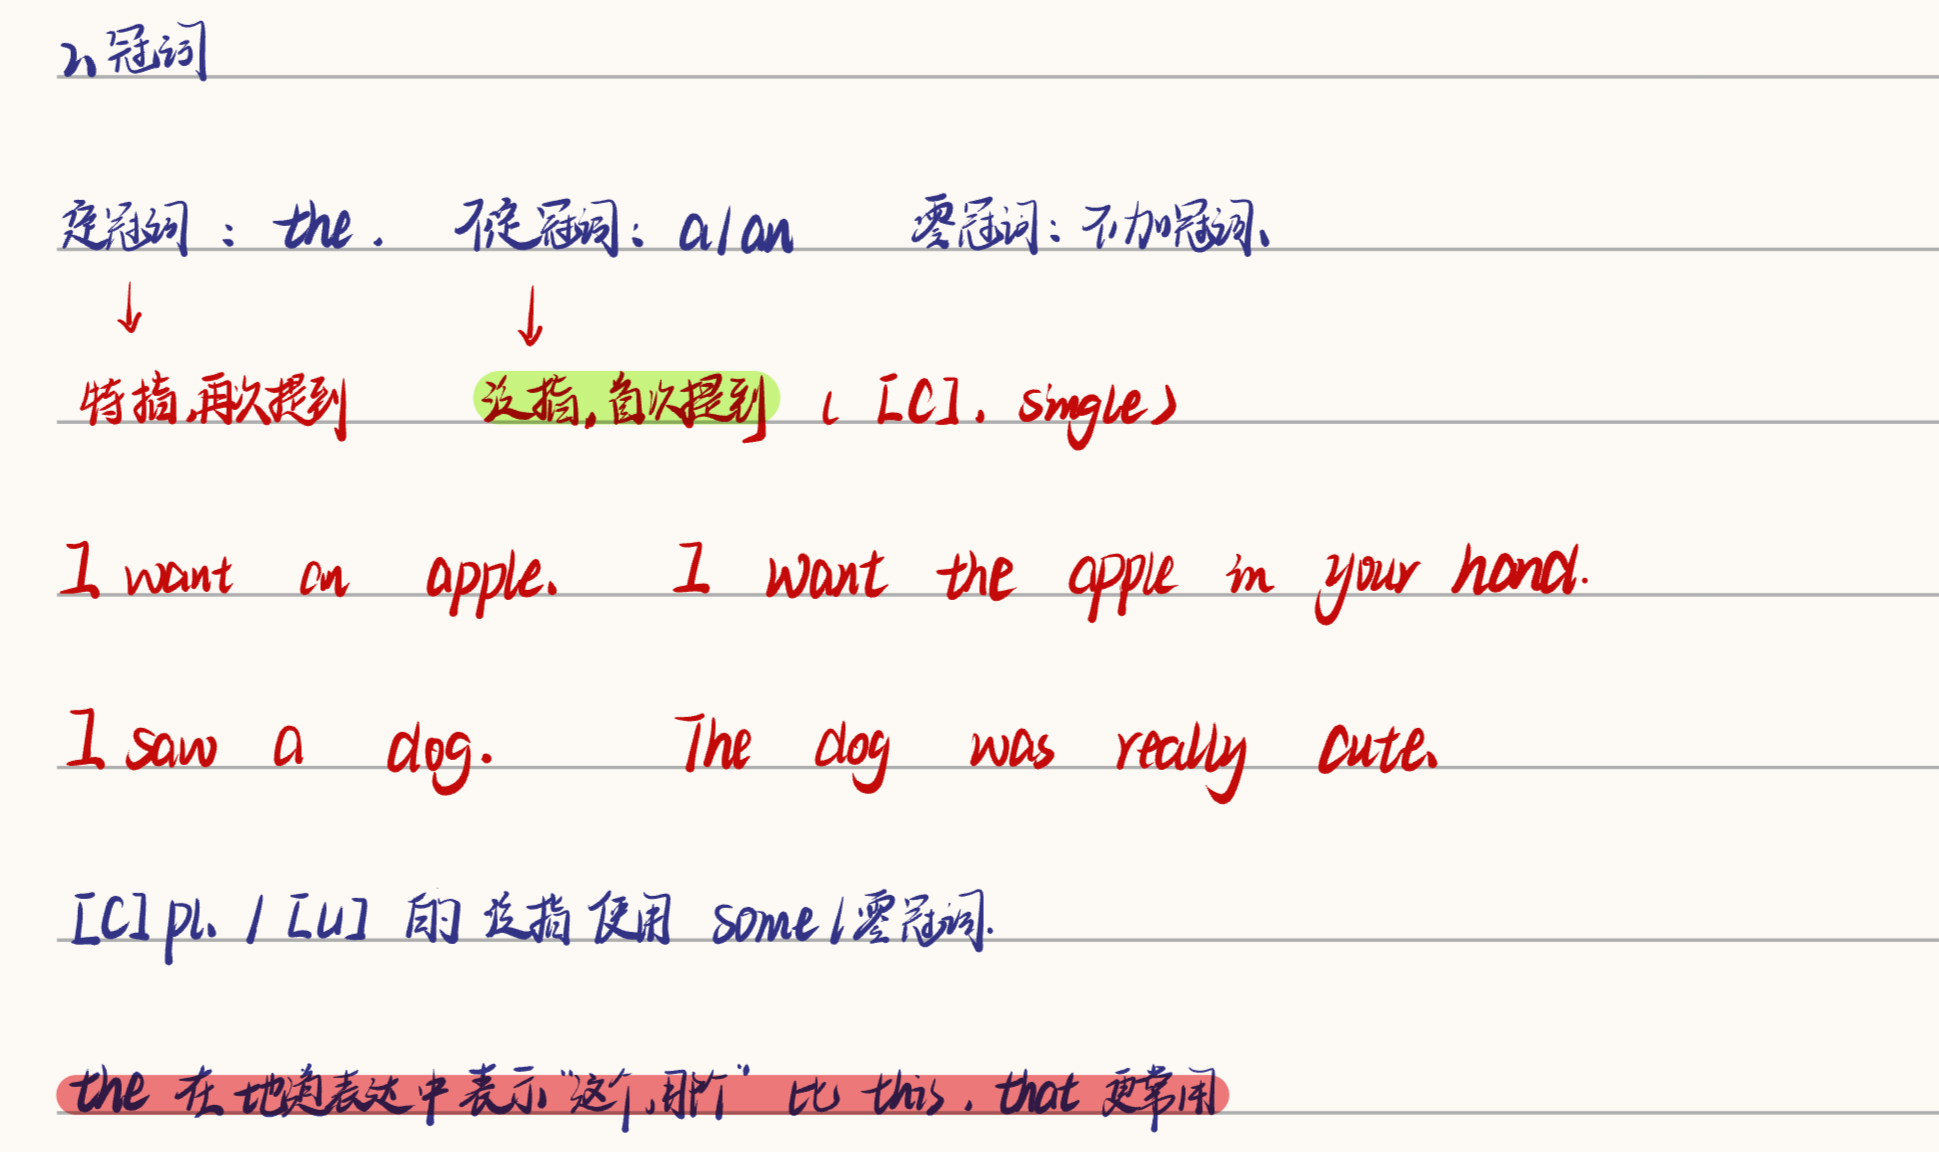 2、冠词
定冠词：the. 不定冠词：a/an 零冠词：不加冠词、
↓ ↓
特指,再次提到 泛指,首次提到 ([C]. single)
I want an apple. I want the apple in your hand.
I saw a dog. The dog was really cute.
[C]pl. / [U] 的 泛指 使用 some/零冠词.
the 在地道表达中表示“这个,那个”比 this, that 更常用